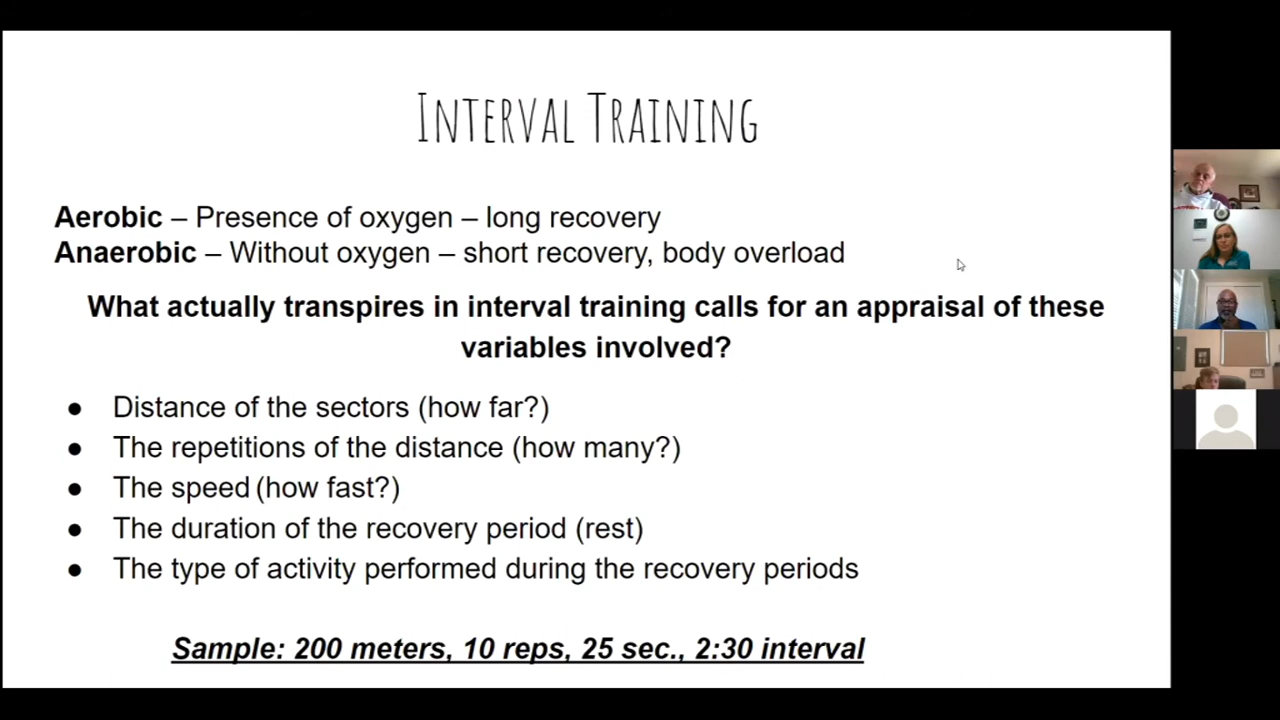 INTERVAL TRAINING
Aerobic – Presence of oxygen – long recovery
Anaerobic – Without oxygen – short recovery, body overload
What actually transpires in interval training calls for an appraisal of these
variables involved?
● Distance of the sectors (how far?)
● The repetitions of the distance (how many?)
● The speed (how fast?)
● The duration of the recovery period (rest)
● The type of activity performed during the recovery periods
Sample: 200 meters, 10 reps, 25 sec., 2:30 interval